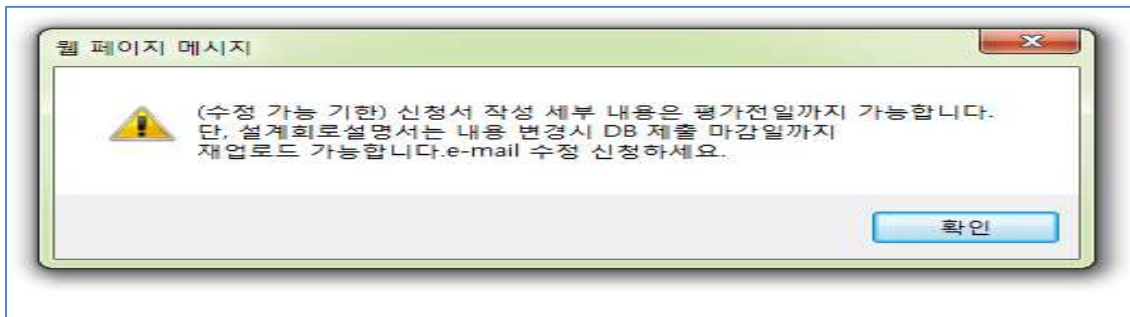 웹 페이지 메시지
(수정 가능 기한) 신청서 작성 세부 내용은 평가전일까지 가능합니다.
단, 설계회로설명서는 내용 변경시 DB 제출 마감일까지
재업로드 가능합니다.e-mail 수정 신청하세요.
확인